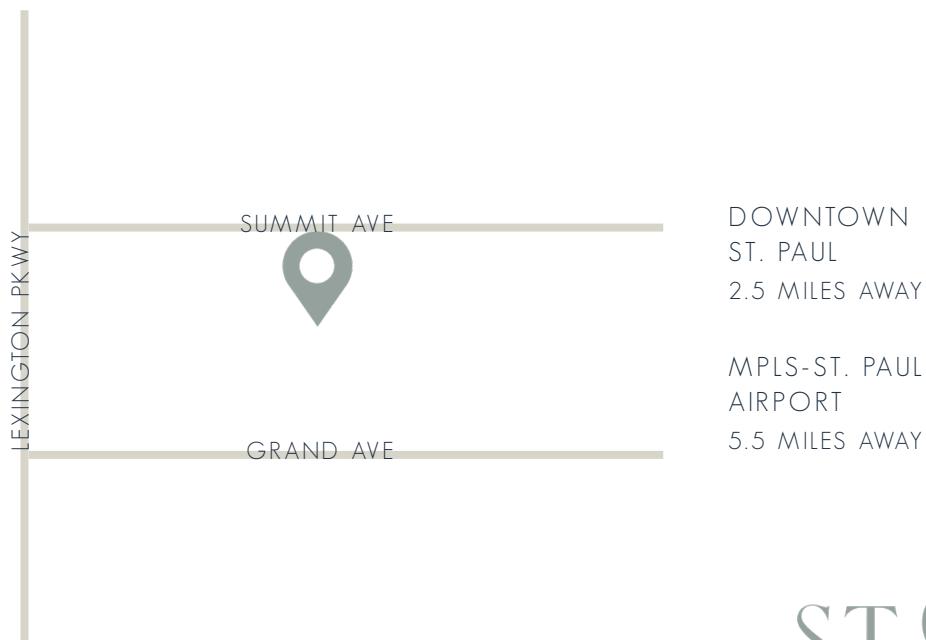 SUMMIT AVE
LEXINGTON PKWY
GRAND AVE
DOWNTOWN
ST. PAUL
2.5 MILES AWAY
MPLS-ST. PAUL
AIRPORT
5.5 MILES AWAY
ST